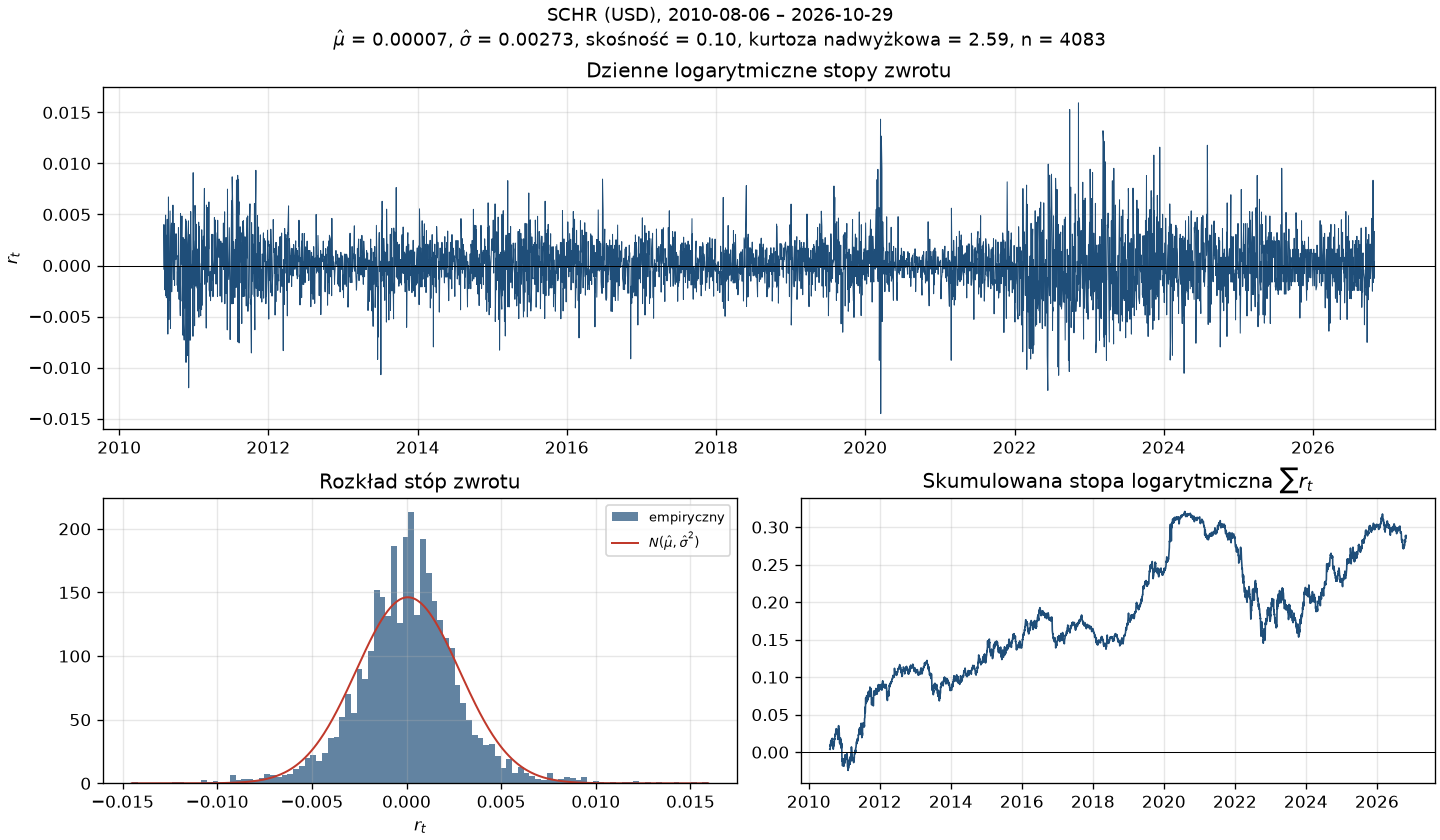 SCHR (USD), 2010-08-06 – 2026-10-29
μ̂ = 0.00007, σ̂ = 0.00273, skośność = 0.10, kurtoza nadwyżkowa = 2.59, n = 4083
Dzienne logarytmiczne stopy zwrotu
0.015
0.010
0.005
0.000
−0.005
−0.010
−0.015
r_t
2010 2012 2014 2016 2018 2020 2022 2024 2026
Rozkład stóp zwrotu
200
150
100
50
0
empiryczny
N(μ̂, σ̂²)
−0.015 −0.010 −0.005 0.000 0.005 0.010 0.015
r_t
Skumulowana stopa logarytmiczna ∑r_t
0.30
0.25
0.20
0.15
0.10
0.05
0.00
2010 2012 2014 2016 2018 2020 2022 2024 2026